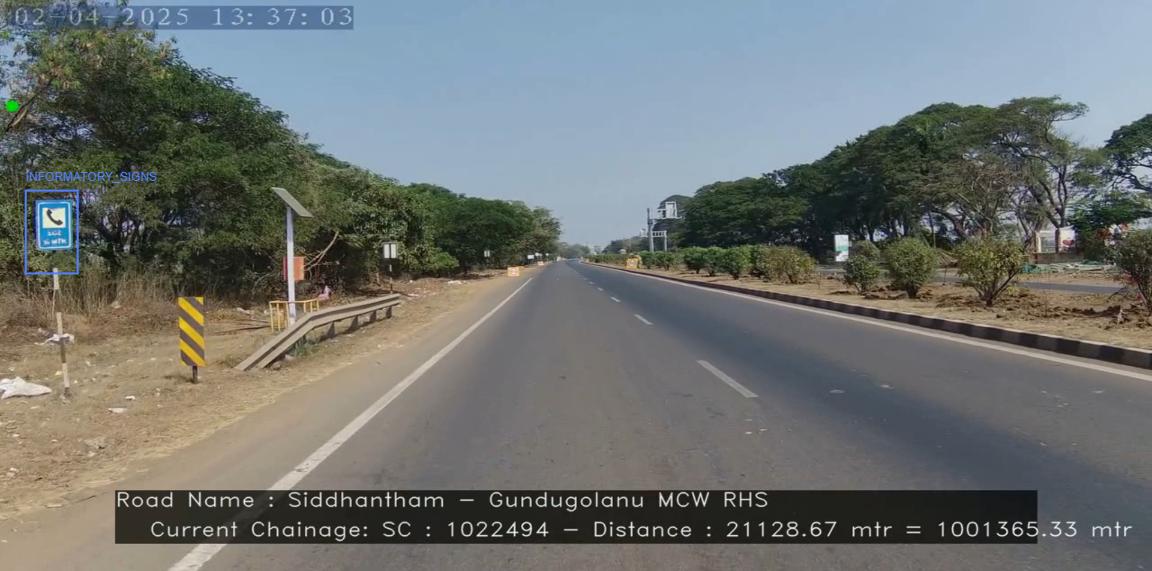 02-04-2025 13:37:03
INFORMATORY_SIGNS
Road Name : Siddhantham - Gundugolanu MCW RHS
Current Chainage: SC : 1022494 - Distance : 21128.67 mtr = 1001365.33 mtr